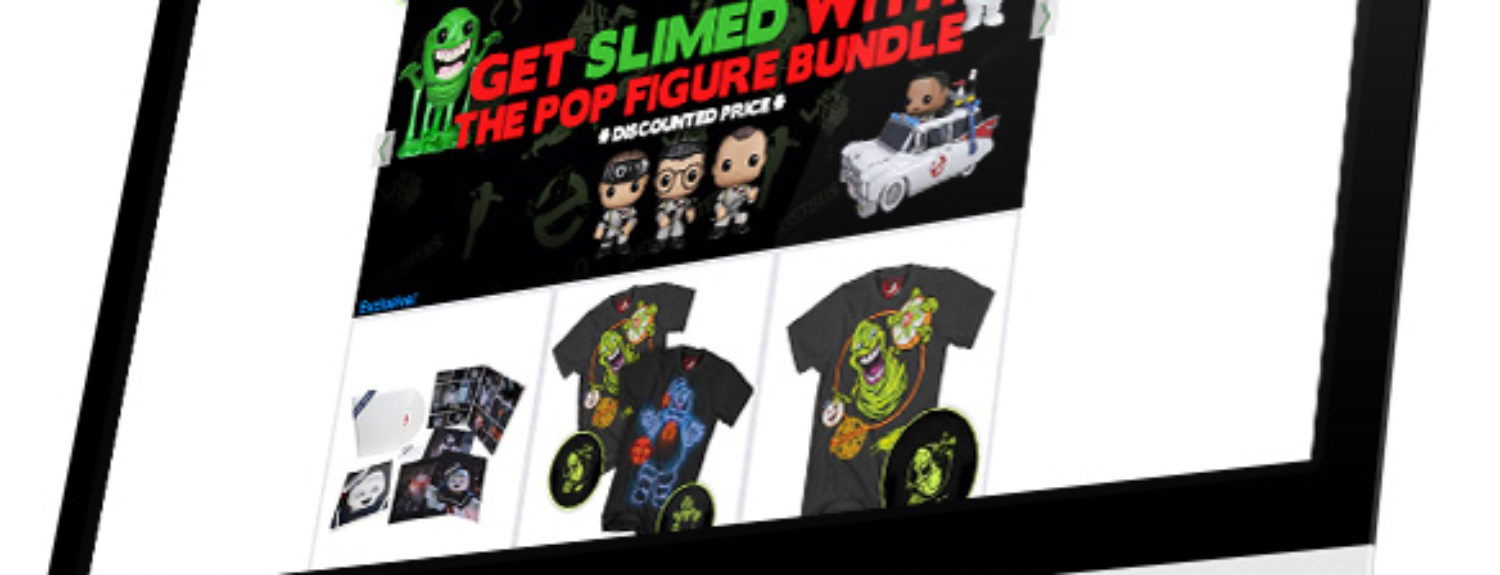 GET SLIMED WITH
THE POP FIGURE BUNDLE
# DISCOUNTED PRICE #
Exclusive!